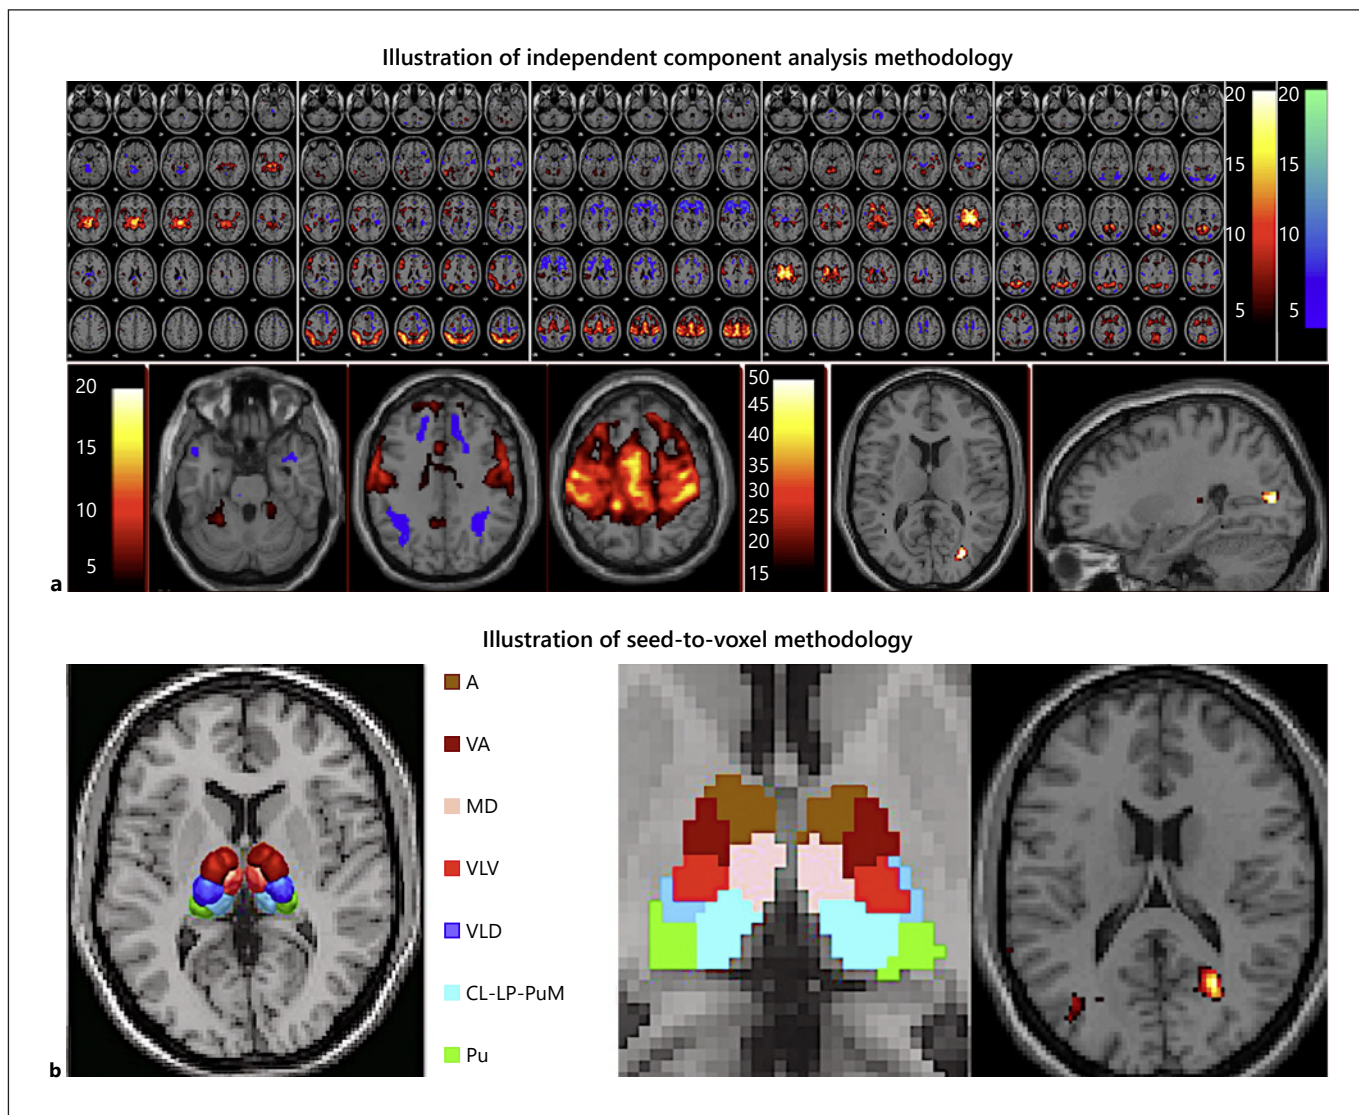 Illustration of independent component analysis methodology
20 20
15 15
10 10
5 5
20
15
10
5
50
45
40
35
30
25
20
15
a
Illustration of seed-to-voxel methodology
A
VA
MD
VLV
VLD
CL-LP-PuM
Pu
b